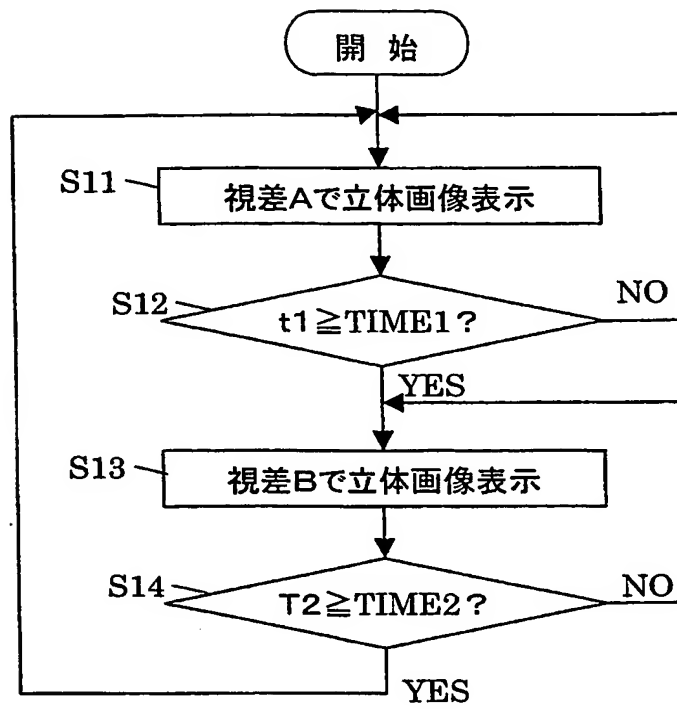 開 始
S11
視差Aで立体画像表示
S12
t1≧TIME1?
NO
YES
S13
視差Bで立体画像表示
S14
T2≧TIME2?
NO
YES